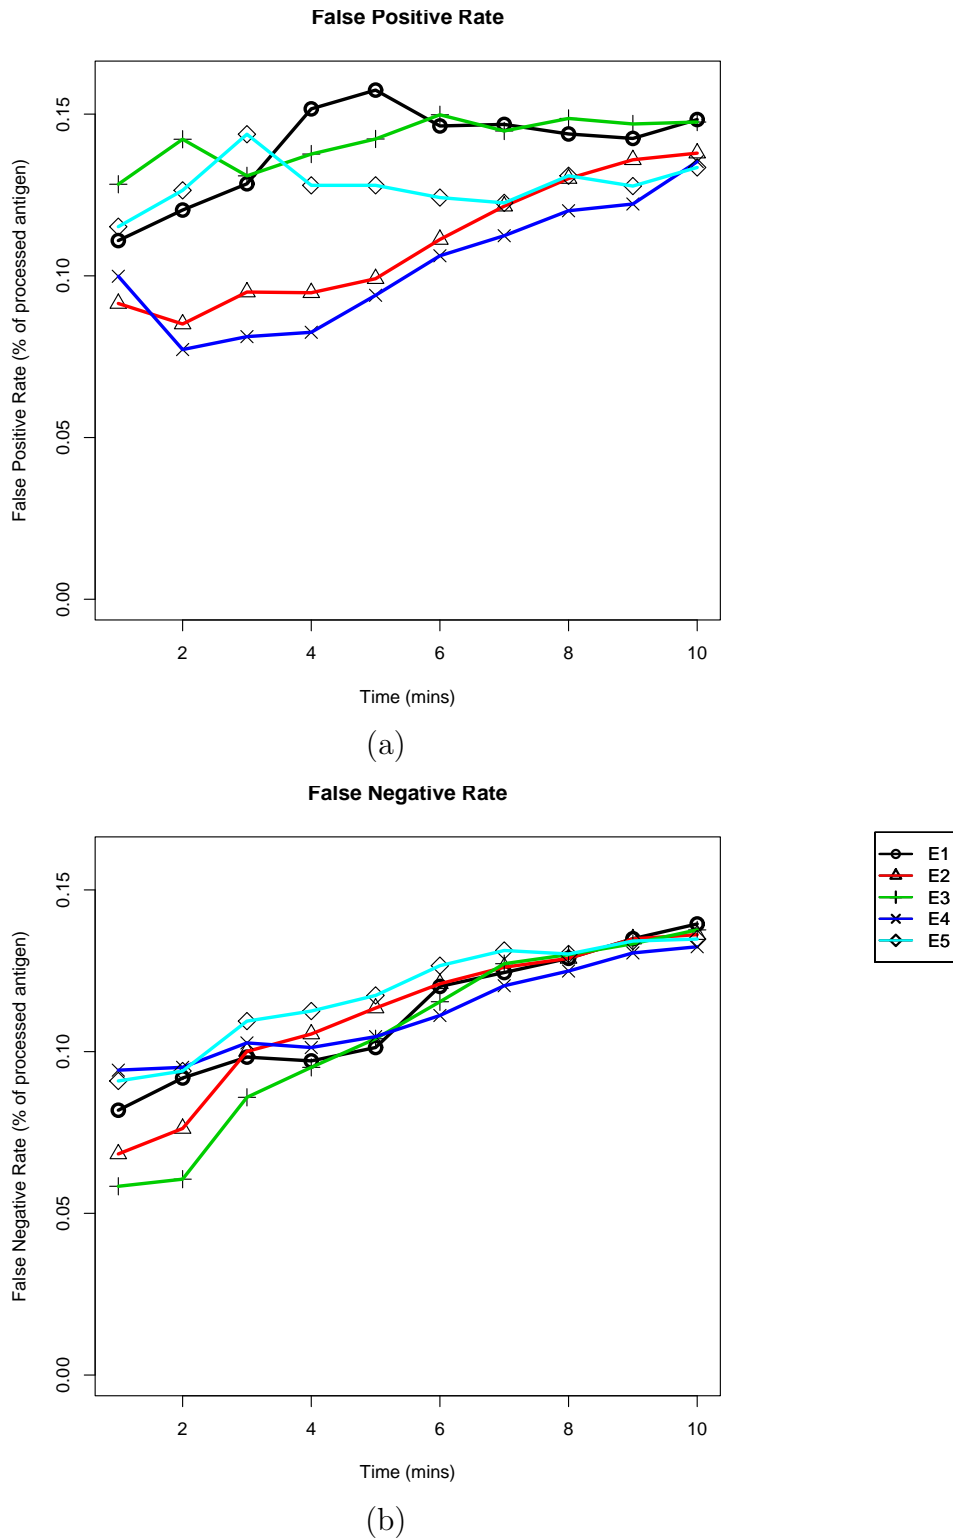 False Positive Rate
0.15
0.10
0.05
0.00
False Positive Rate (% of processed antigen)
2 4 6 8 10
Time (mins)
(a)
False Negative Rate
0.15
0.10
0.05
0.00
False Negative Rate (% of processed antigen)
2 4 6 8 10
Time (mins)
(b)
E1
E2
E3
E4
E5